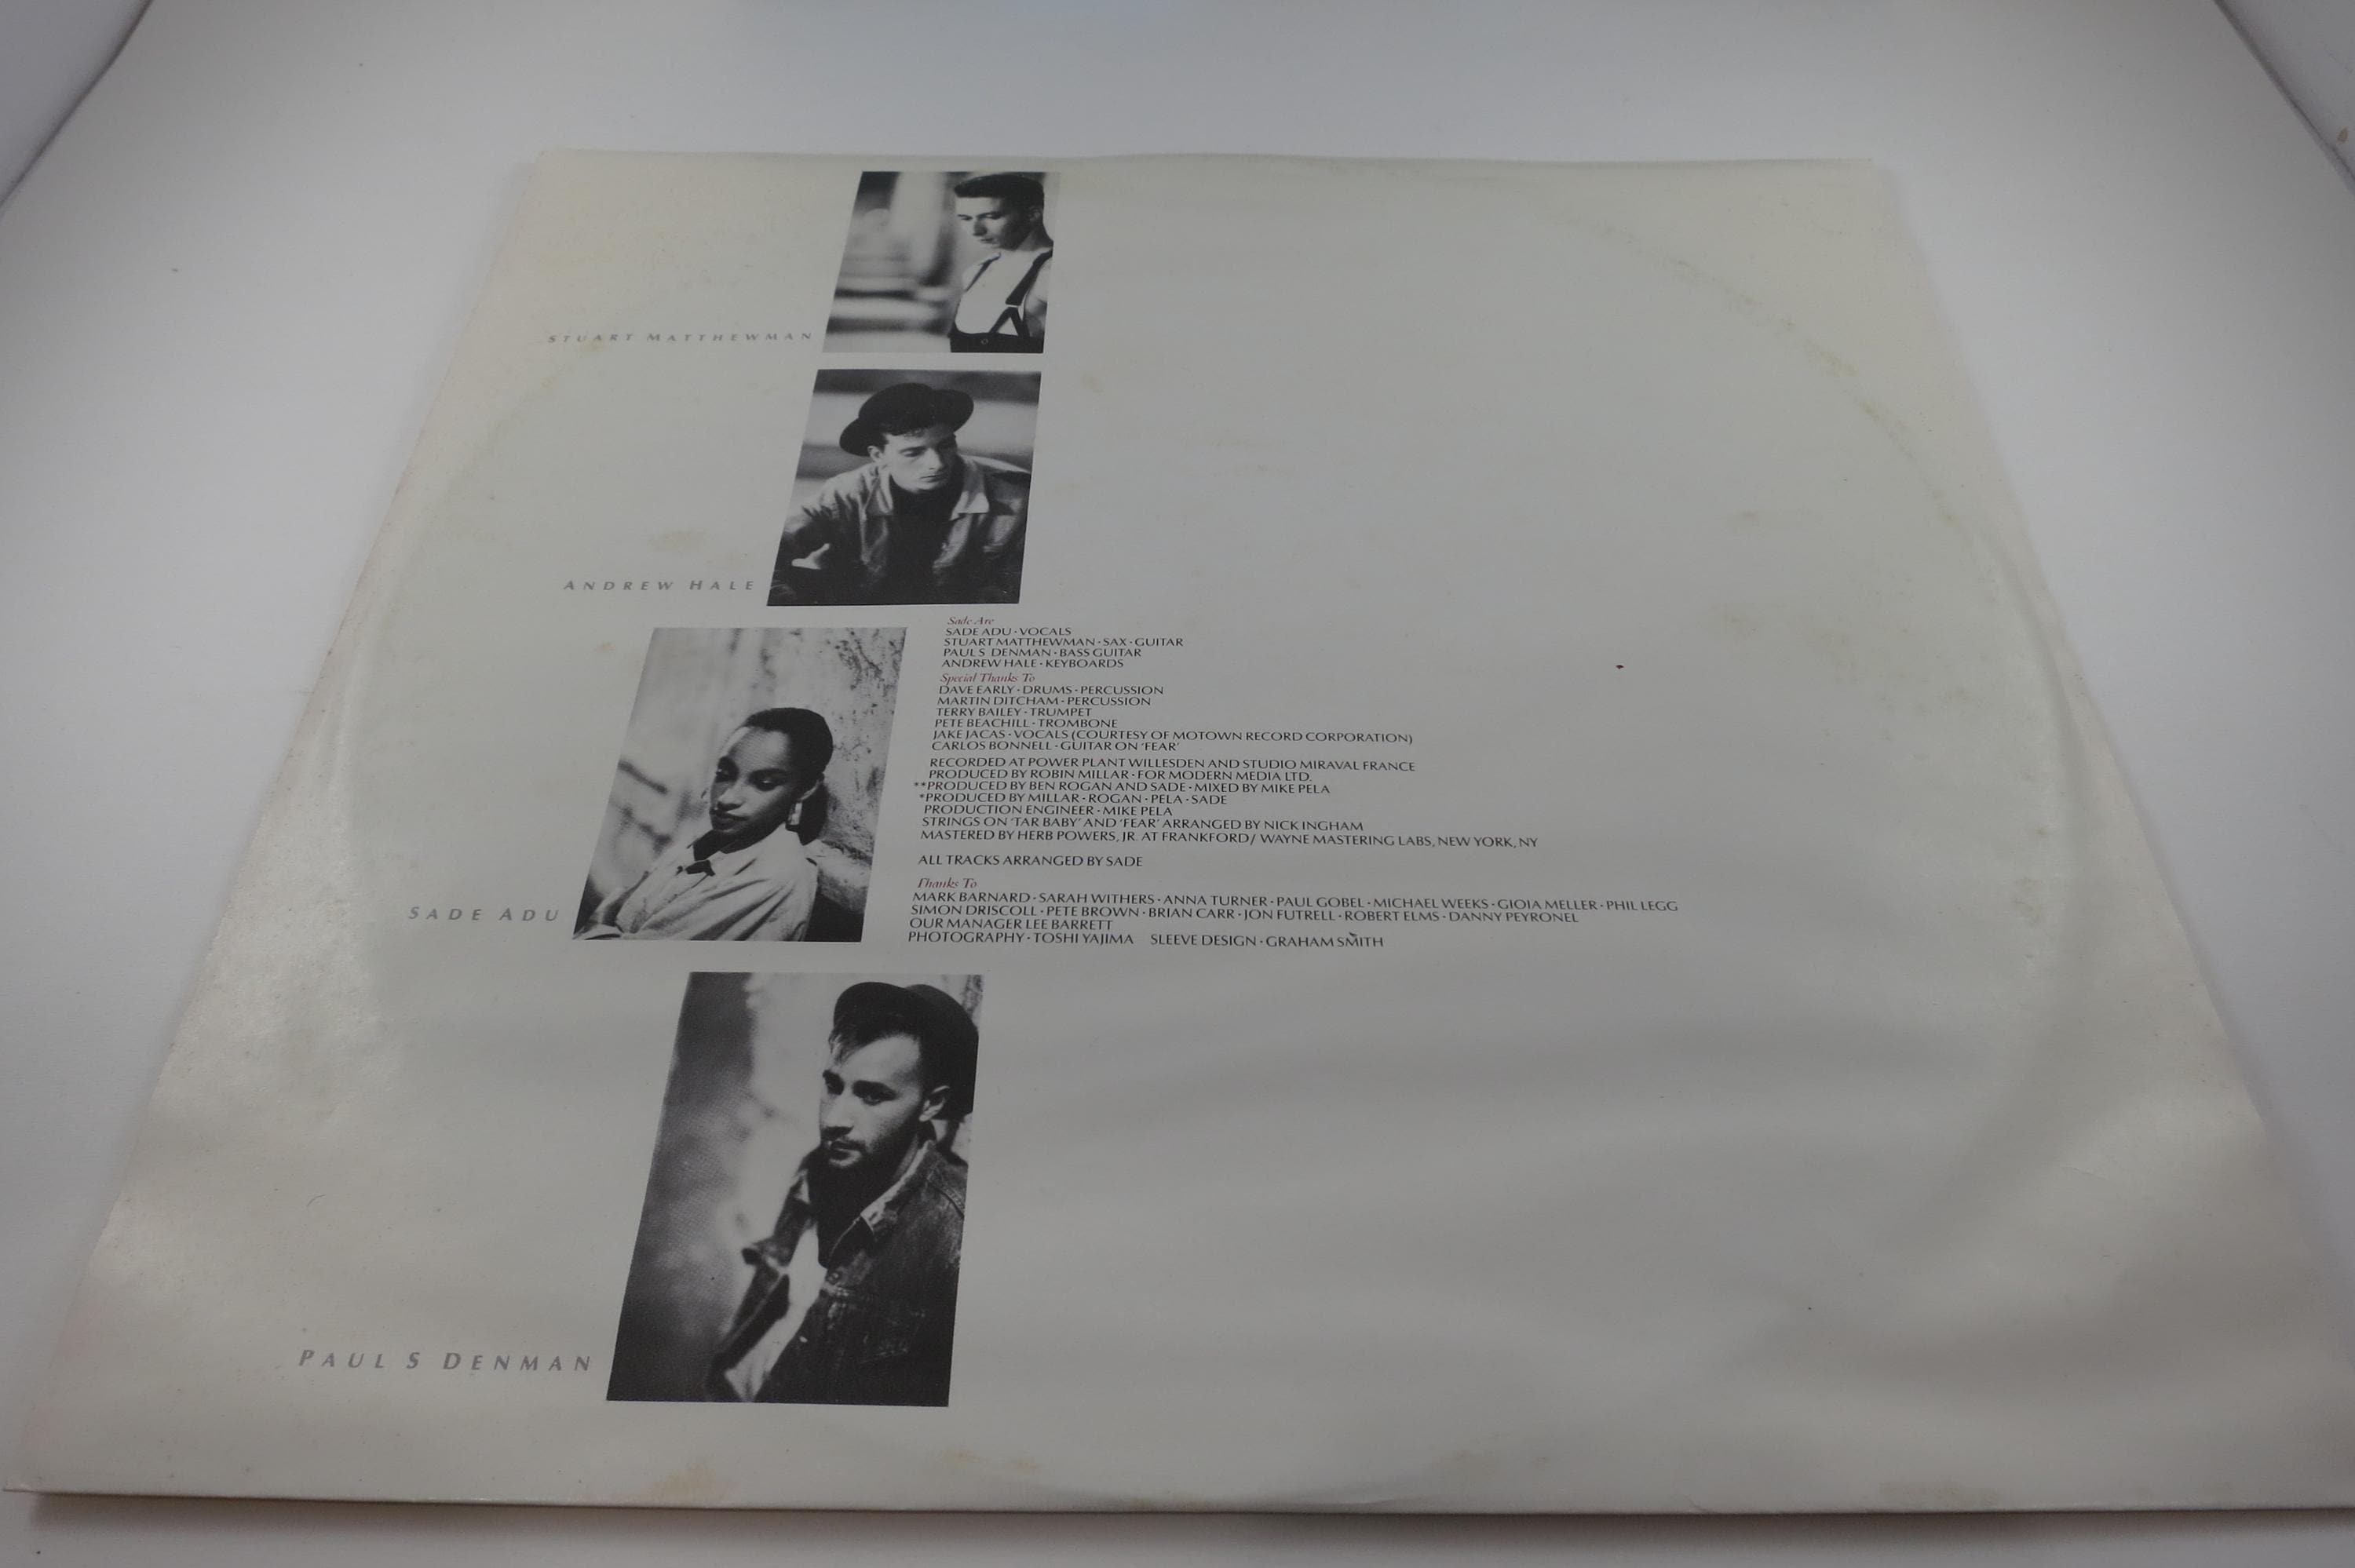 STUART MATTHEWMAN
ANDREW HALE
Sade Are
SADE ADU · VOCALS
STUART MATTHEWMAN · SAX · GUITAR
PAUL S DENMAN · BASS GUITAR
ANDREW HALE · KEYBOARDS
Special Thanks To
DAVE EARLY · DRUMS · PERCUSSION
MARTIN DITCHAM · PERCUSSION
TERRY BAILEY · TRUMPET
PETE BEACHILL · TROMBONE
JAKE JACAS · VOCALS (COURTESY OF MOTOWN RECORD CORPORATION)
CARLOS BONNELL · GUITAR ON 'FEAR'
RECORDED AT POWER PLANT WILLESDEN AND STUDIO MIRAVAL FRANCE
PRODUCED BY ROBIN MILLAR · FOR MODERN MEDIA LTD.
**PRODUCED BY BEN ROGAN AND SADE · MIXED BY MIKE PELA
*PRODUCED BY MILLAR · ROGAN · PELA · SADE
PRODUCTION ENGINEER · MIKE PELA
STRINGS ON 'TAR BABY' AND 'FEAR' ARRANGED BY NICK INGHAM
MASTERED BY HERB POWERS, JR. AT FRANKFORD/ WAYNE MASTERING LABS, NEW YORK, NY
ALL TRACKS ARRANGED BY SADE
Thanks To
MARK BARNARD · SARAH WITHERS · ANNA TURNER · PAUL GOBEL · MICHAEL WEEKS · GIOIA MELLER · PHIL LEGG
SIMON DRISCOLL · PETE BROWN · BRIAN CARR · JON FUTRELL · ROBERT ELMS · DANNY PEYRONEL
OUR MANAGER LEE BARRETT
PHOTOGRAPHY · TOSHI YAJIMA SLEEVE DESIGN · GRAHAM SMITH
SADE ADU
PAUL S DENMAN